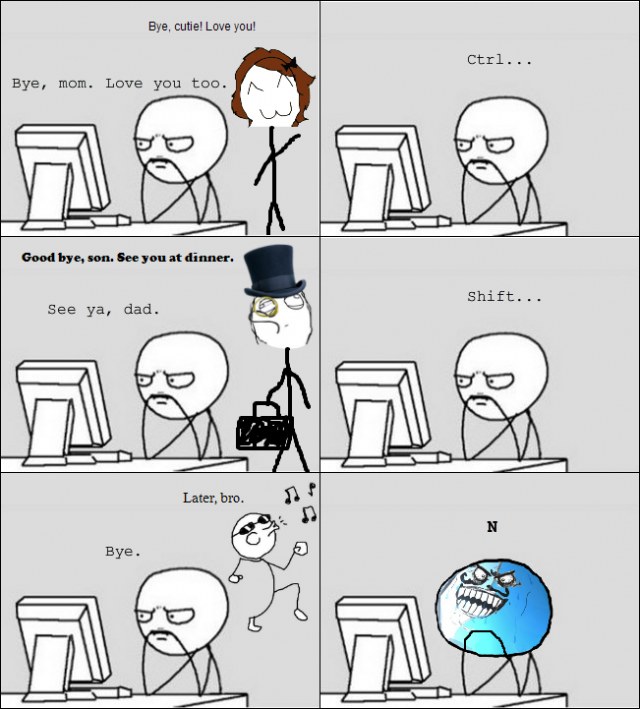 Bye, cutie! Love you!
Bye, mom. Love you too.
Ctrl...
Good bye, son. See you at dinner.
See ya, dad.
Shift...
Later, bro.
Bye.
N